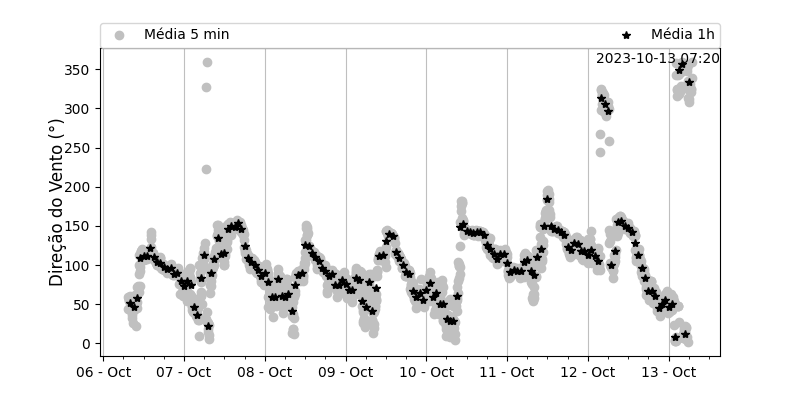 Média 5 min
Média 1h
2023-10-13 07:20
Direção do Vento (°)
350
300
250
200
150
100
50
0
06 - Oct
07 - Oct
08 - Oct
09 - Oct
10 - Oct
11 - Oct
12 - Oct
13 - Oct